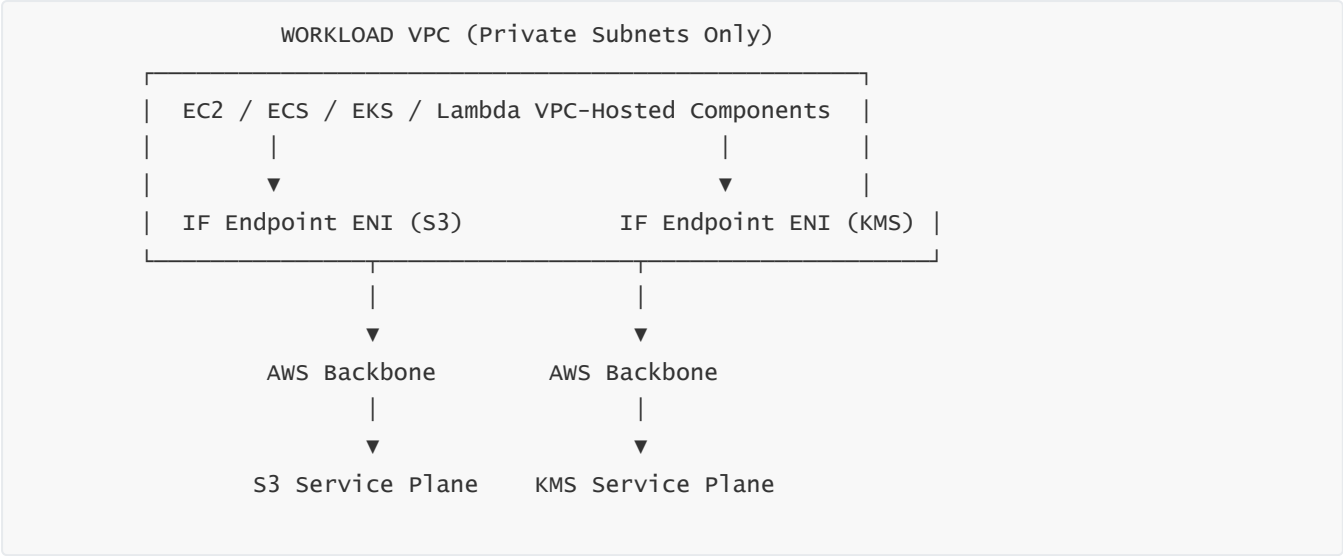 WORKLOAD VPC (Private Subnets Only)
EC2 / ECS / EKS / Lambda VPC-Hosted Components
IF Endpoint ENI (S3) IF Endpoint ENI (KMS)
AWS Backbone AWS Backbone
S3 Service Plane KMS Service Plane